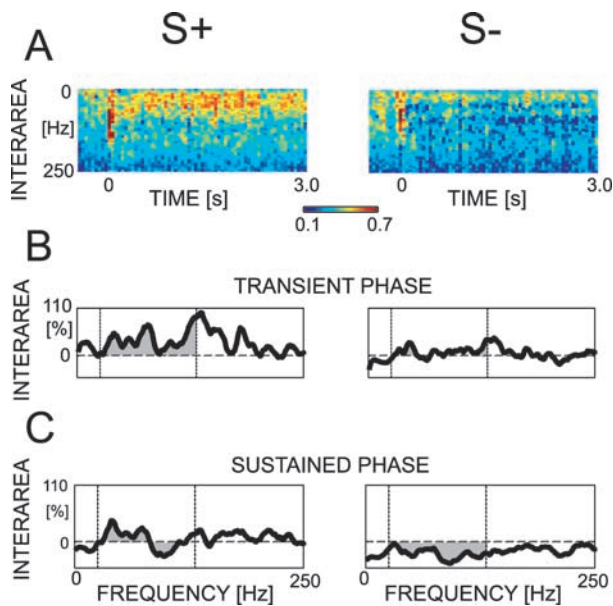 S+ S-
A
INTERAREA
[Hz]
0
250
0 3.0
TIME [s]
0 3.0
TIME [s]
0.1 0.7
B
TRANSIENT PHASE
INTERAREA
110
[%]
0
C
SUSTAINED PHASE
INTERAREA
110
[%]
0
0 250
FREQUENCY [Hz]
0 250
FREQUENCY [Hz]